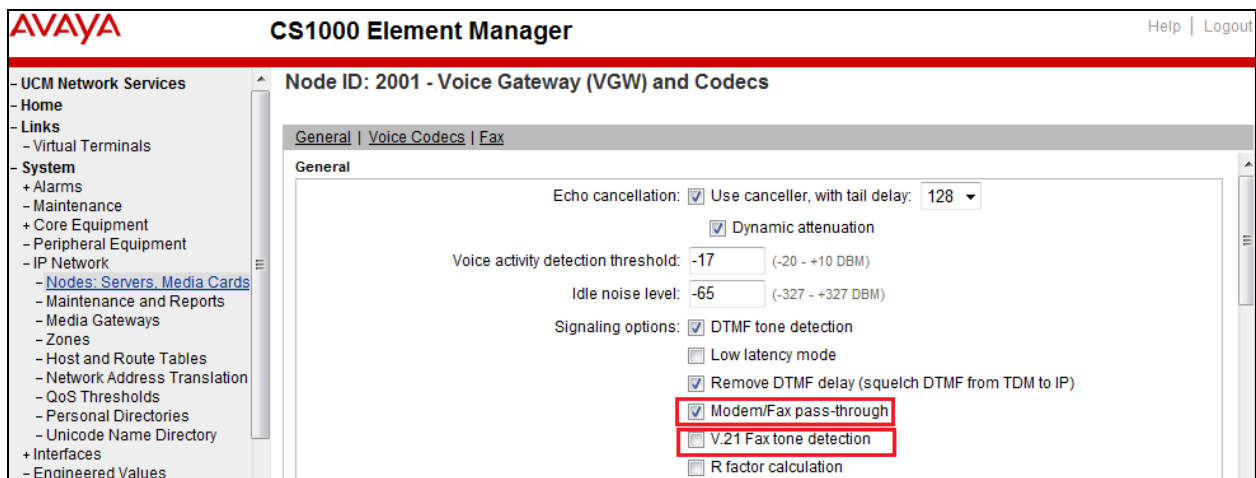 AVAYA
CS1000 Element Manager
Help | Logout
– UCM Network Services
– Home
– Links
– Virtual Terminals
– System
+ Alarms
– Maintenance
+ Core Equipment
– Peripheral Equipment
– IP Network
– Nodes: Servers, Media Cards
– Maintenance and Reports
– Media Gateways
– Zones
– Host and Route Tables
– Network Address Translation
– QoS Thresholds
– Personal Directories
– Unicode Name Directory
+ Interfaces
– Engineered Values
Node ID: 2001 - Voice Gateway (VGW) and Codecs
General | Voice Codecs | Fax
General
Echo cancellation: Use canceller, with tail delay: 128
Dynamic attenuation
Voice activity detection threshold: -17 (-20 - +10 DBM)
Idle noise level: -65 (-327 - +327 DBM)
Signaling options: DTMF tone detection
Low latency mode
Remove DTMF delay (squelch DTMF from TDM to IP)
Modem/Fax pass-through
V.21 Fax tone detection
R factor calculation